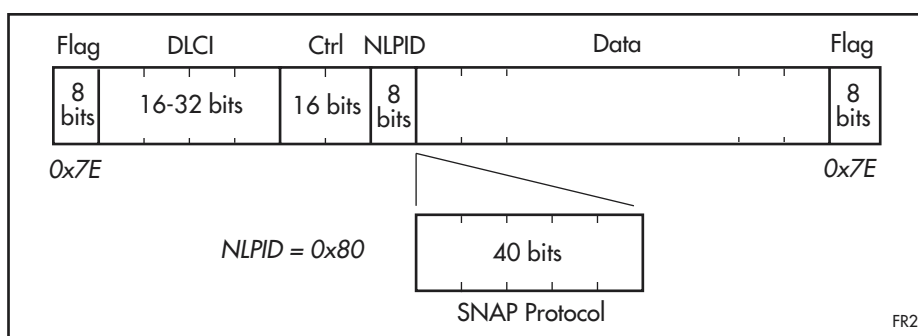 Flag DLCI Ctrl NLPID Data Flag
8 bits 16-32 bits 16 bits 8 bits 8 bits
0x7E 0x7E
NLPID = 0x80 40 bits
SNAP Protocol
FR2